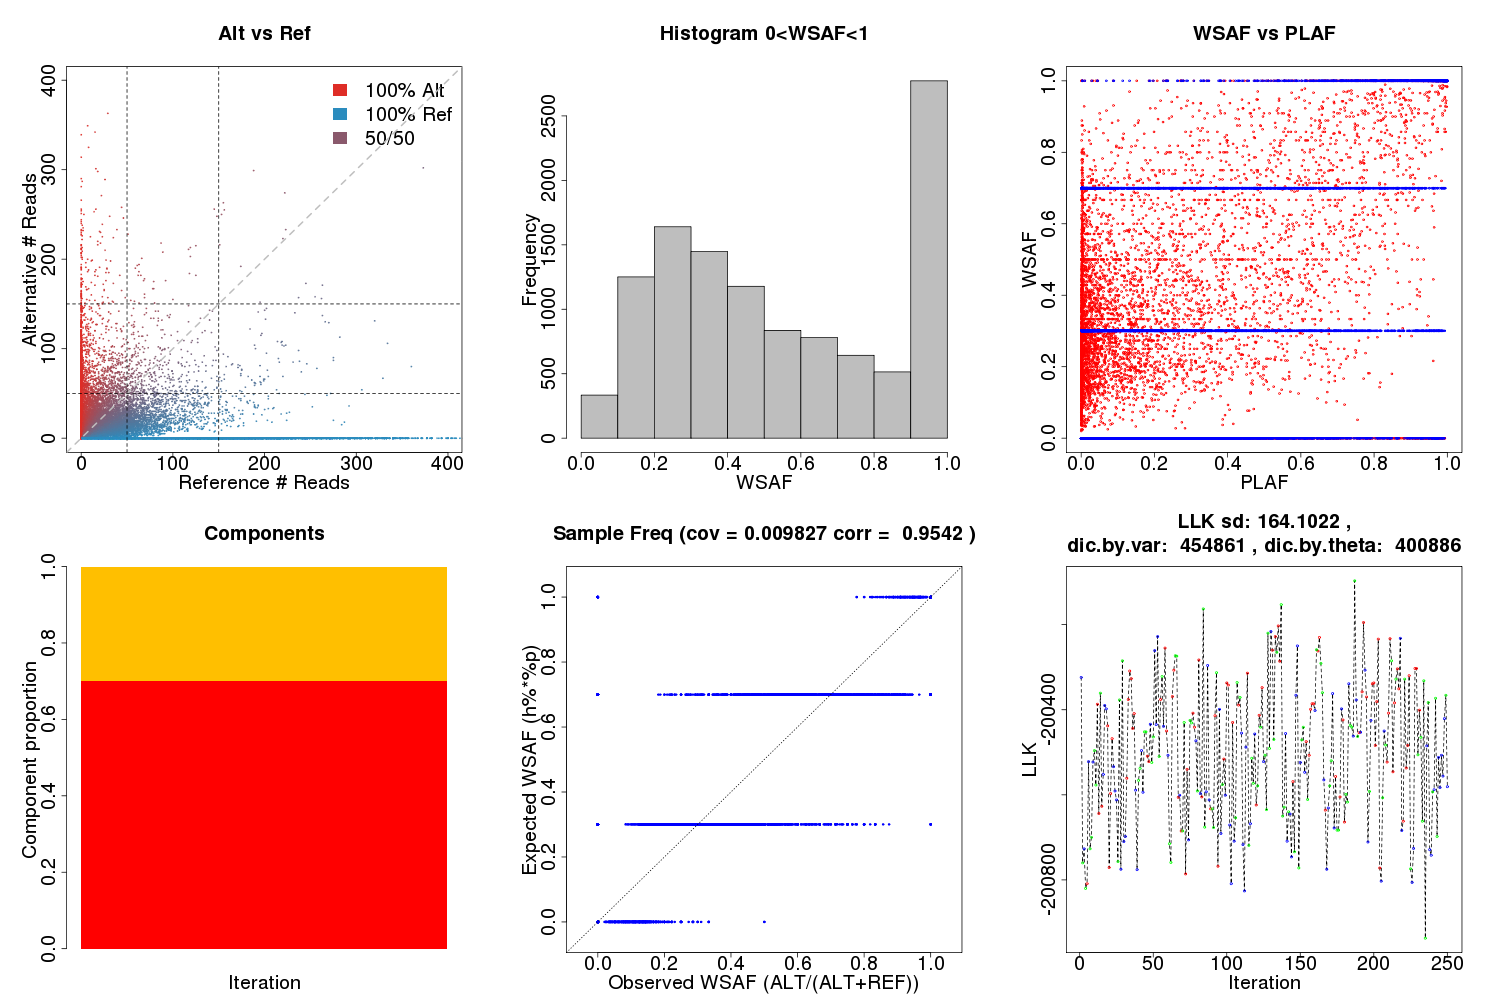 Alt vs Ref
400
300
200
100
0
Alternative # Reads
100% Alt
100% Ref
50/50
0 100 200 300 400
Reference # Reads
Histogram 0<WSAF<1
2500
2000
1500
1000
500
0
Frequency
0.0 0.2 0.4 0.6 0.8 1.0
WSAF
WSAF vs PLAF
1.0
0.8
0.6
0.4
0.2
0.0
WSAF
0.0 0.2 0.4 0.6 0.8 1.0
PLAF
Components
1.0
0.8
0.6
0.4
0.2
0.0
Component proportion
Iteration
Sample Freq (cov = 0.009827 corr = 0.9542 )
1.0
0.8
0.6
0.4
0.2
0.0
Expected WSAF (h%*%p)
0.0 0.2 0.4 0.6 0.8 1.0
Observed WSAF (ALT/(ALT+REF))
LLK sd: 164.1022 ,
dic.by.var: 454861 , dic.by.theta: 400886
-200400
-200800
LLK
0 50 100 150 200 250
Iteration